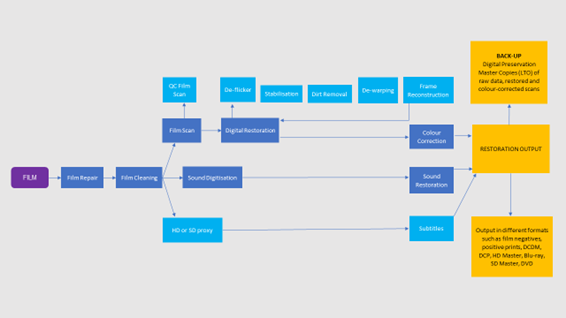 BACK-UP
Digital Preservation
Master Copies (LTO) of
raw data, restored and
colour-corrected scans
QC Film
Scan
De-flicker
Stabilisation
Dirt Removal
De-warping
Frame
Reconstruction
Film Scan
Digital Restoration
Colour
Correction
RESTORATION OUTPUT
FILM
Film Repair
Film Cleaning
Sound Digitisation
Sound
Restoration
HD or SD proxy
Subtitles
Output in different formats
such as film negatives,
positive prints, DCDM,
DCP, HD Master, Blu-ray,
SD Master, DVD